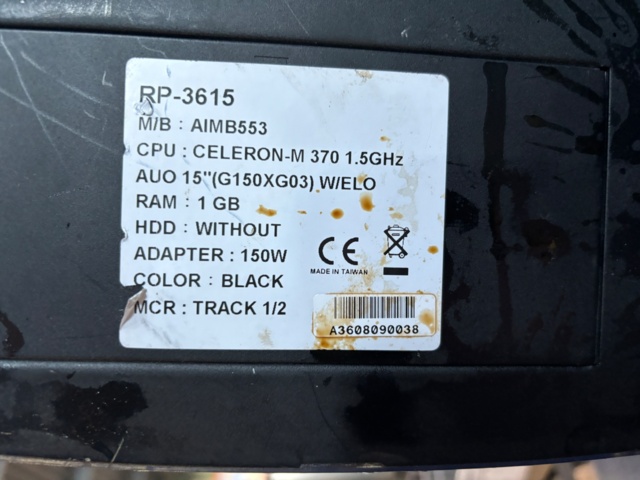 RP-3615
M/B : AIMB553
CPU : CELERON-M 370 1.5GHz
AUO 15"(G150XG03) W/ELO
RAM : 1 GB
HDD : WITHOUT
ADAPTER : 150W
COLOR : BLACK
MCR : TRACK 1/2
CE
MADE IN TAIWAN
A3608090038